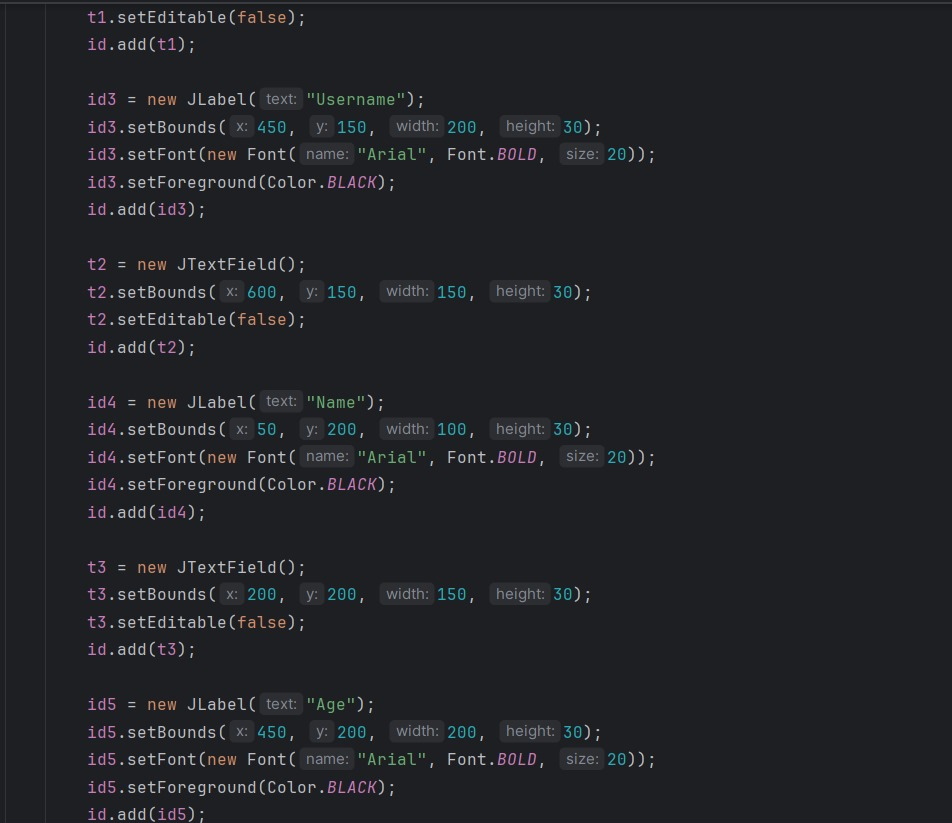 t1.setEditable(false);
id.add(t1);
id3 = new JLabel( text: "Username");
id3.setBounds( x: 450, y: 150, width: 200, height: 30);
id3.setFont(new Font( name: "Arial", Font.BOLD, size: 20));
id3.setForeground(Color.BLACK);
id.add(id3);
t2 = new JTextField();
t2.setBounds( x: 600, y: 150, width: 150, height: 30);
t2.setEditable(false);
id.add(t2);
id4 = new JLabel( text: "Name");
id4.setBounds( x: 50, y: 200, width: 100, height: 30);
id4.setFont(new Font( name: "Arial", Font.BOLD, size: 20));
id4.setForeground(Color.BLACK);
id.add(id4);
t3 = new JTextField();
t3.setBounds( x: 200, y: 200, width: 150, height: 30);
t3.setEditable(false);
id.add(t3);
id5 = new JLabel( text: "Age");
id5.setBounds( x: 450, y: 200, width: 200, height: 30);
id5.setFont(new Font( name: "Arial", Font.BOLD, size: 20));
id5.setForeground(Color.BLACK);
id.add(id5);